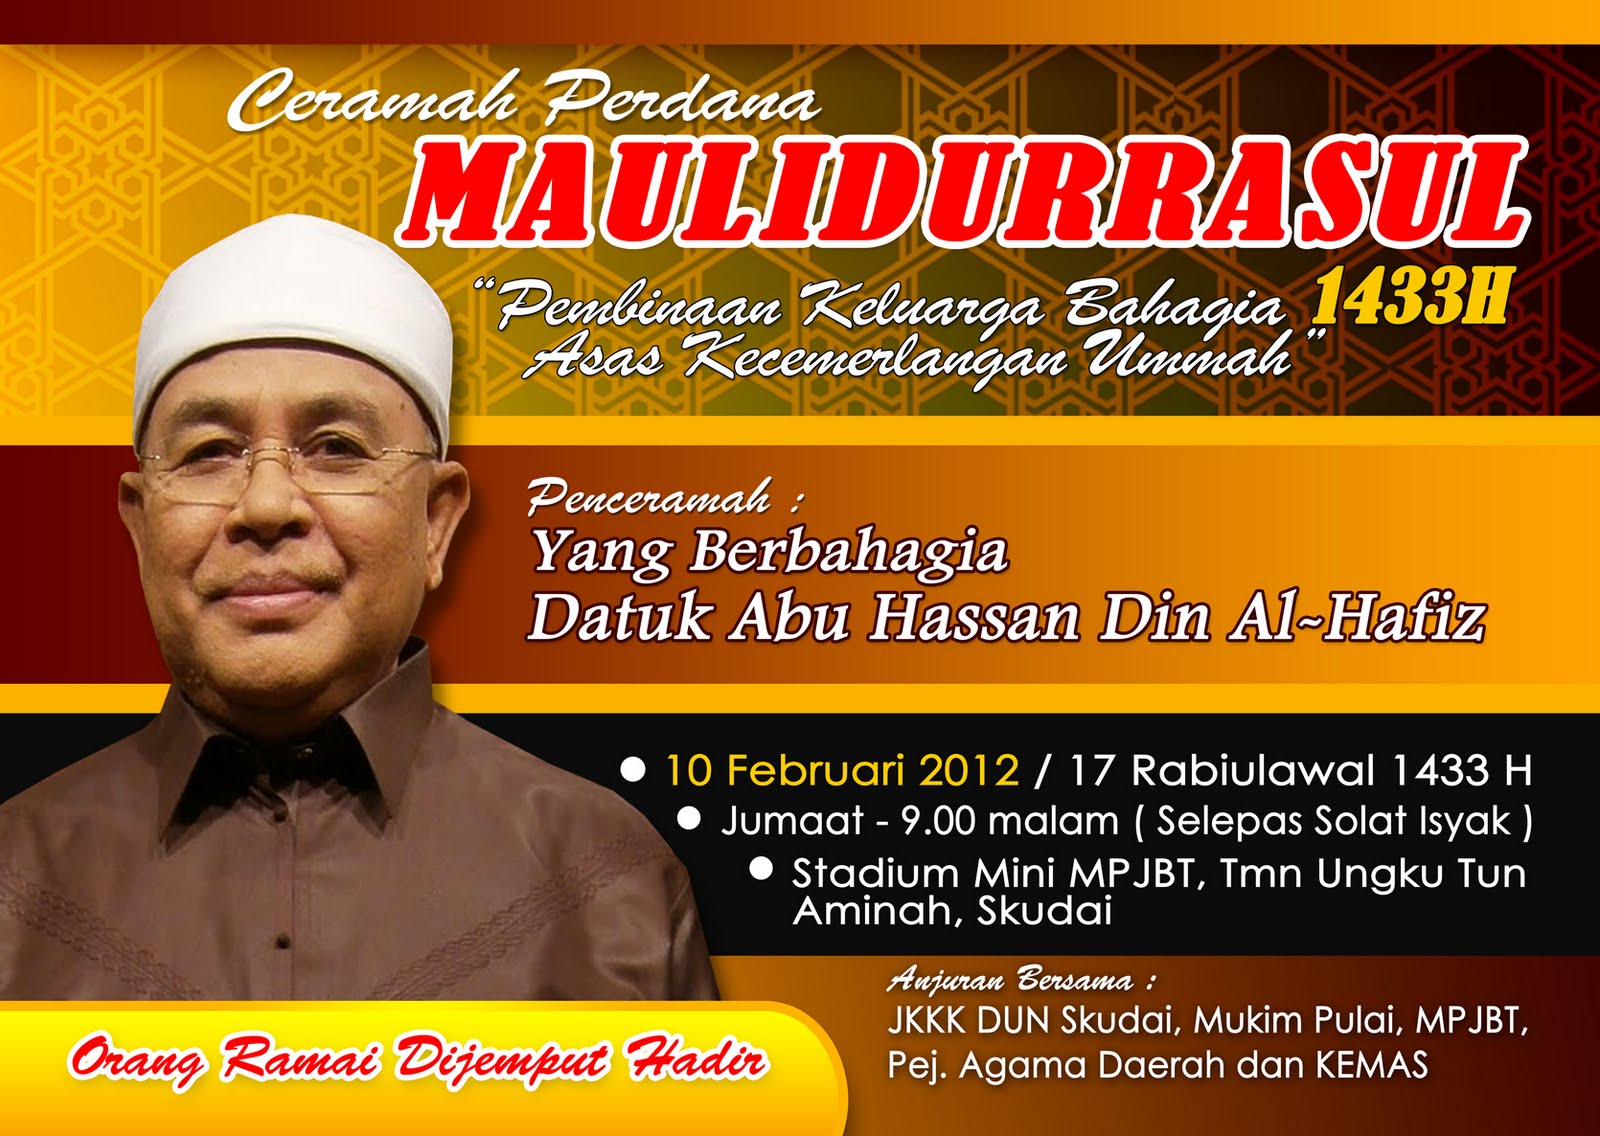 Ceramah Perdana
MAULIDURRASUL
"Pembinaan Keluarga Bahagia 1433H
Asas Kecemerlangan Ummah"
Penceramah :
Yang Berbahagia
Datuk Abu Hassan Din Al-Hafiz
• 10 Februari 2012 / 17 Rabiulawal 1433 H
• Jumaat - 9.00 malam ( Selepas Solat Isyak )
• Stadium Mini MPJBT, Tmn Ungku Tun
Aminah, Skudai
Anjuran Bersama :
JKKK DUN Skudai, Mukim Pulai, MPJBT,
Pej. Agama Daerah dan KEMAS
Orang Ramai Dijemput Hadir